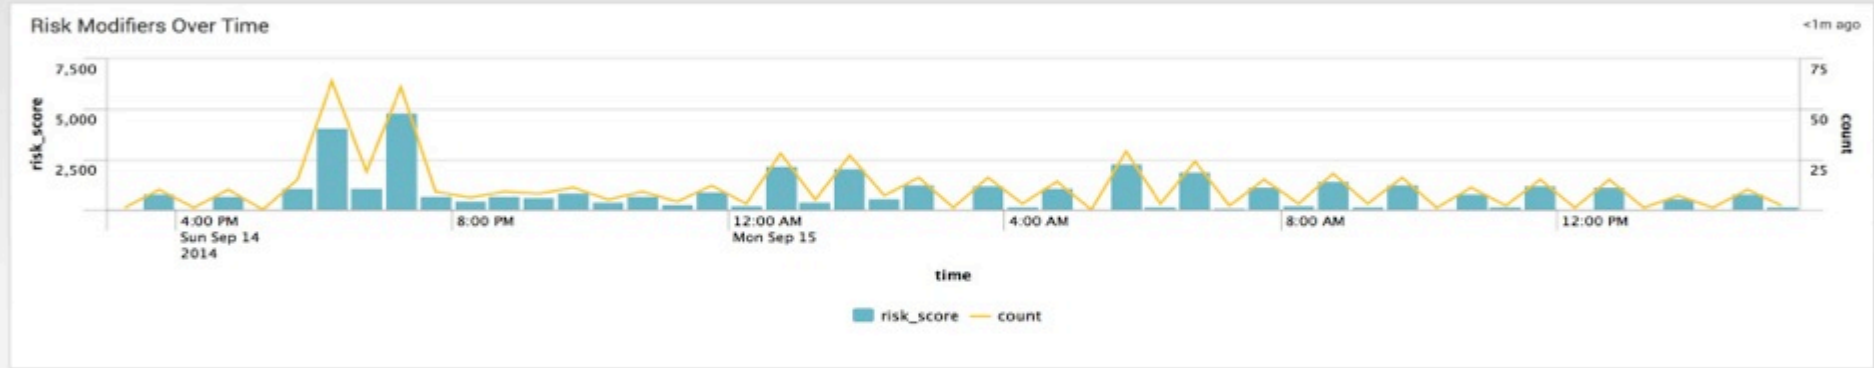 Risk Modifiers Over Time
<1m ago
7,500
5,000
2,500
risk_score
75
50
25
count
4:00 PM
Sun Sep 14
2014
8:00 PM
12:00 AM
Mon Sep 15
4:00 AM
8:00 AM
12:00 PM
time
risk_score
count